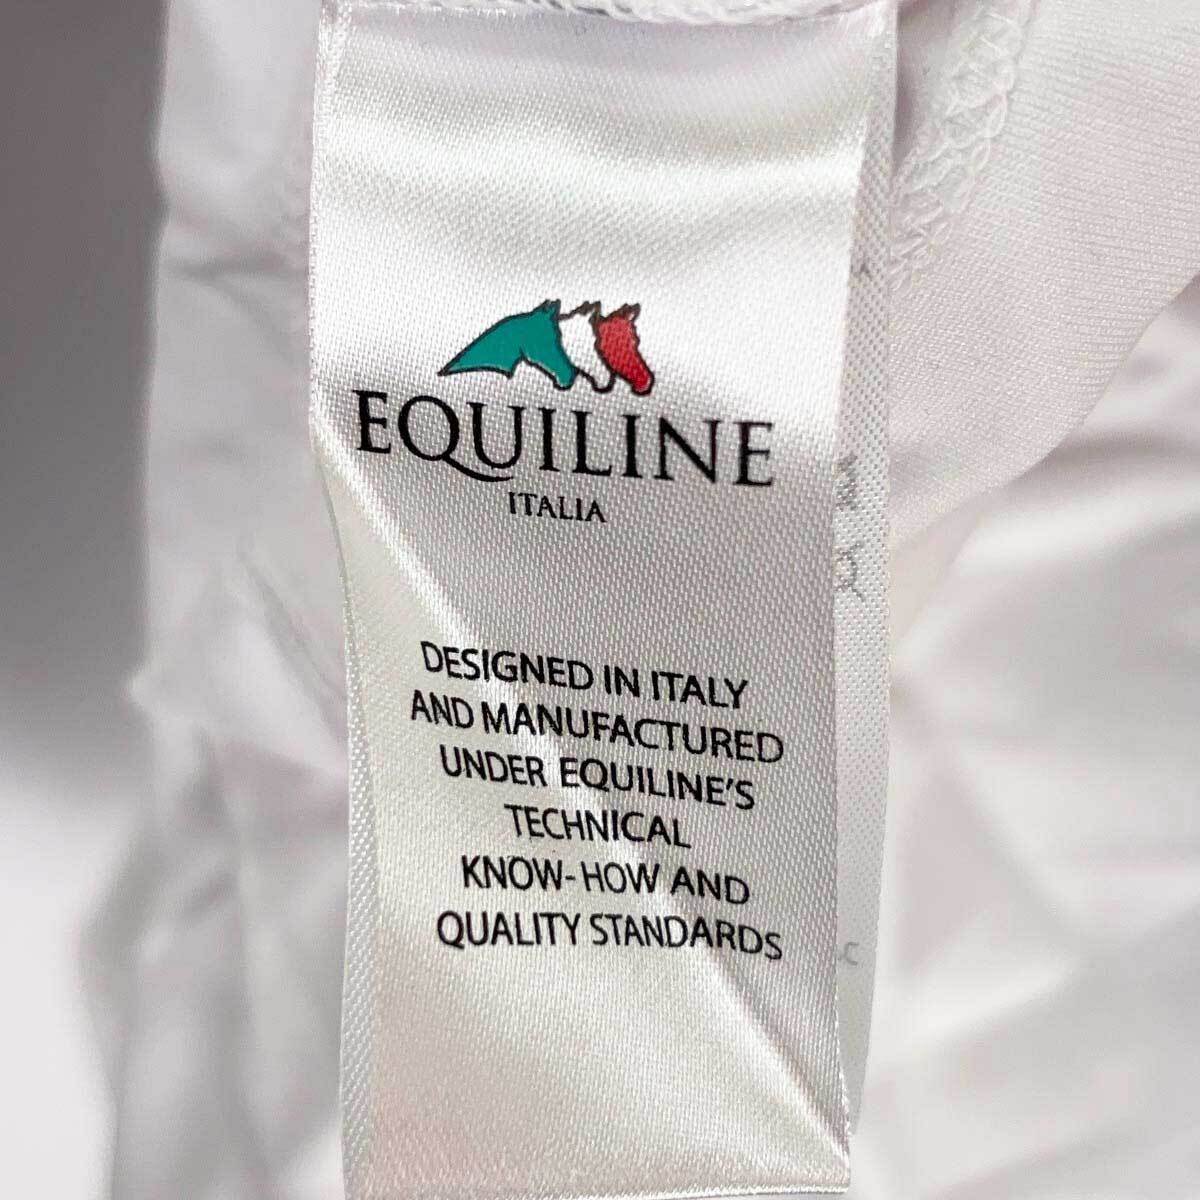 EQUILINE
ITALIA
DESIGNED IN ITALY
AND MANUFACTURED
UNDER EQUILINE'S
TECHNICAL
KNOW-HOW AND
QUALITY STANDARDS